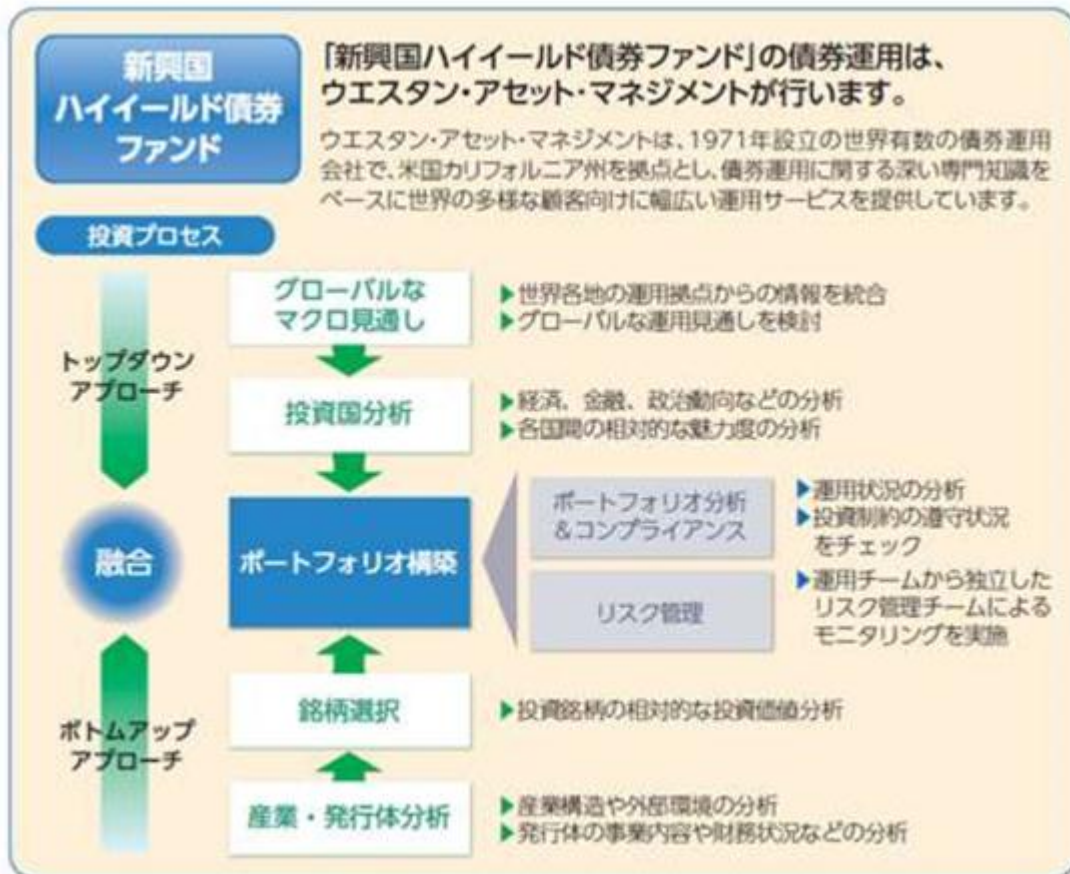 新興国
ハイイールド債券
ファンド
「新興国ハイイールド債券ファンド」の債券運用は、
ウエスタン・アセット・マネジメントが行います。
ウエスタン・アセット・マネジメントは、1971年設立の世界有数の債券運用
会社で、米国カリフォルニア州を拠点とし、債券運用に関する深い専門知識を
ベースに世界の多様な顧客向けに幅広い運用サービスを提供しています。
投資プロセス
トップダウン
アプローチ
グローバルな
マクロ見通し
▶世界各地の運用拠点からの情報を統合
▶グローバルな運用見通しを検討
投資国分析
▶経済、金融、政治動向などの分析
▶各国間の相対的な魅力度の分析
融合
ポートフォリオ構築
ポートフォリオ分析
&コンプライアンス
▶運用状況の分析
▶投資制約の遵守状況
をチェック
リスク管理
▶運用チームから独立した
リスク管理チームによる
モニタリングを実施
ボトムアップ
アプローチ
銘柄選択
▶投資銘柄の相対的な投資価値分析
産業・発行体分析
▶産業構造や外部環境の分析
▶発行体の事業内容や財務状況などの分析